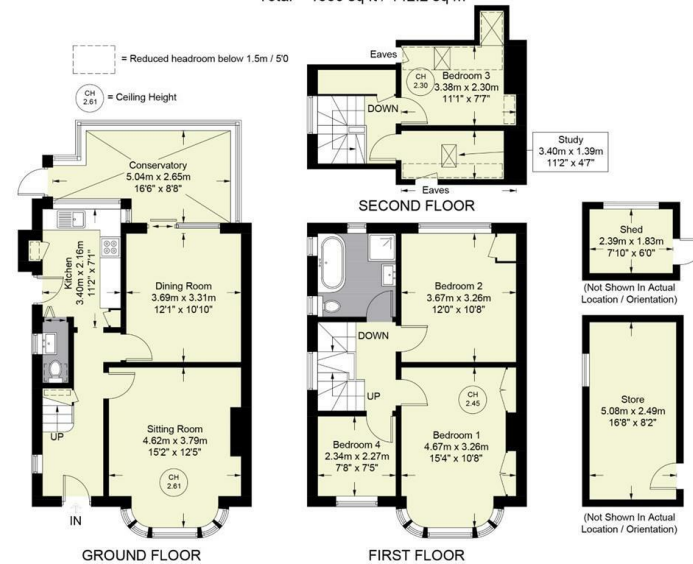 = Reduced headroom below 1.5m / 5'0
CH
2.61
= Ceiling Height
Conservatory
5.04m x 2.65m
16'6" x 8'8"
Kitchen
3.40m x 2.16m
11'2" x 7'1"
Dining Room
3.69m x 3.31m
12'1" x 10'10"
UP
Sitting Room
4.62m x 3.79m
15'2" x 12'5"
CH
2.61
IN
GROUND FLOOR
Eaves
CH
2.30
Bedroom 3
3.38m x 2.30m
11'1" x 7'7"
DOWN
Study
3.40m x 1.39m
11'2" x 4'7"
Eaves
SECOND FLOOR
Bedroom 2
3.67m x 3.26m
12'0" x 10'8"
DOWN
UP
CH
2.45
Bedroom 1
4.67m x 3.26m
15'4" x 10'8"
Bedroom 4
2.34m x 2.27m
7'8" x 7'5"
FIRST FLOOR
Shed
2.39m x 1.83m
7'10" x 6'0"
(Not Shown In Actual
Location / Orientation)
Store
5.08m x 2.49m
16'8" x 8'2"
(Not Shown In Actual
Location / Orientation)